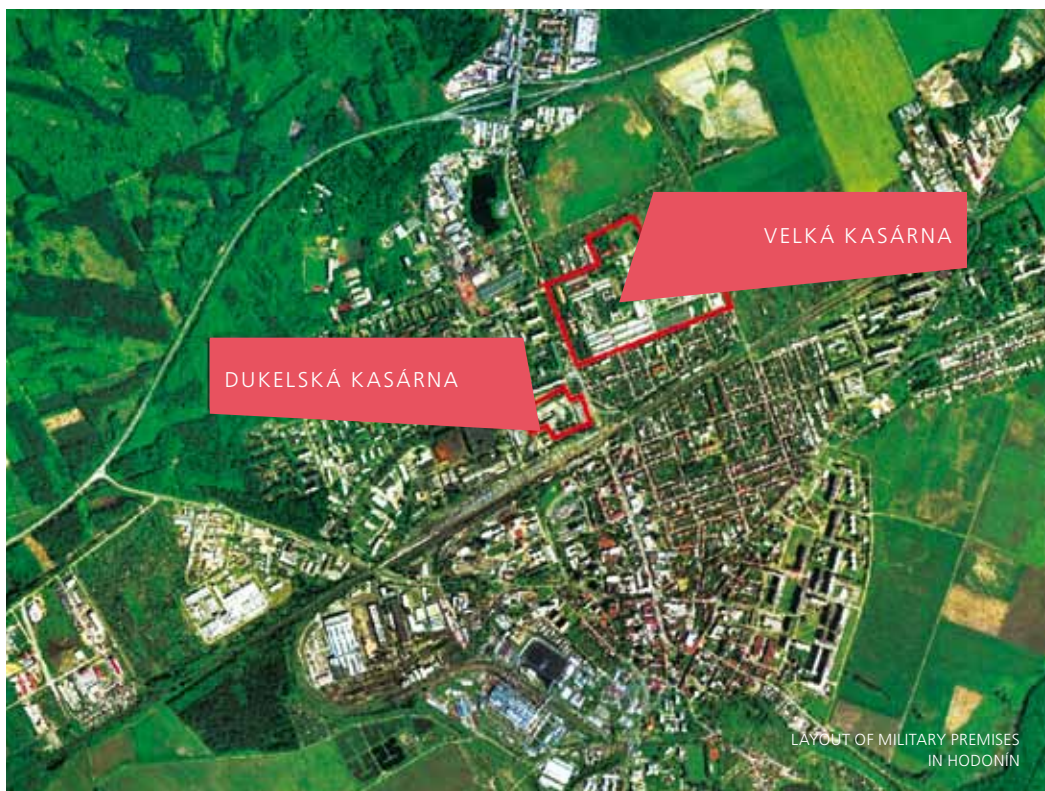 VELKÁ KASÁRNA
DUKELSKÁ KASÁRNA
LAYOUT OF MILITARY PREMISES
IN HODONÍN